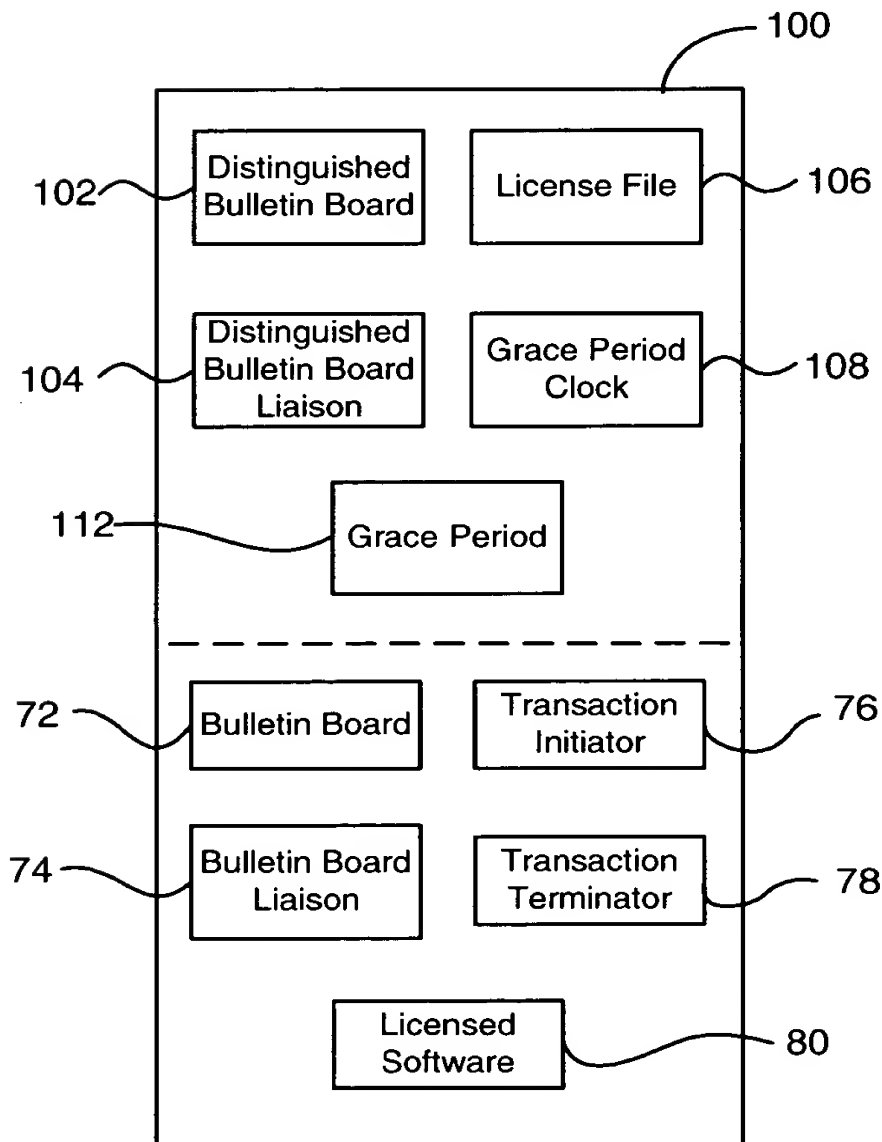 100
102
Distinguished
Bulletin Board
License File
106
104
Distinguished
Bulletin Board
Liaison
Grace Period
Clock
108
112
Grace Period
72
Bulletin Board
Transaction
Initiator
76
74
Bulletin Board
Liaison
Transaction
Terminator
78
Licensed
Software
80